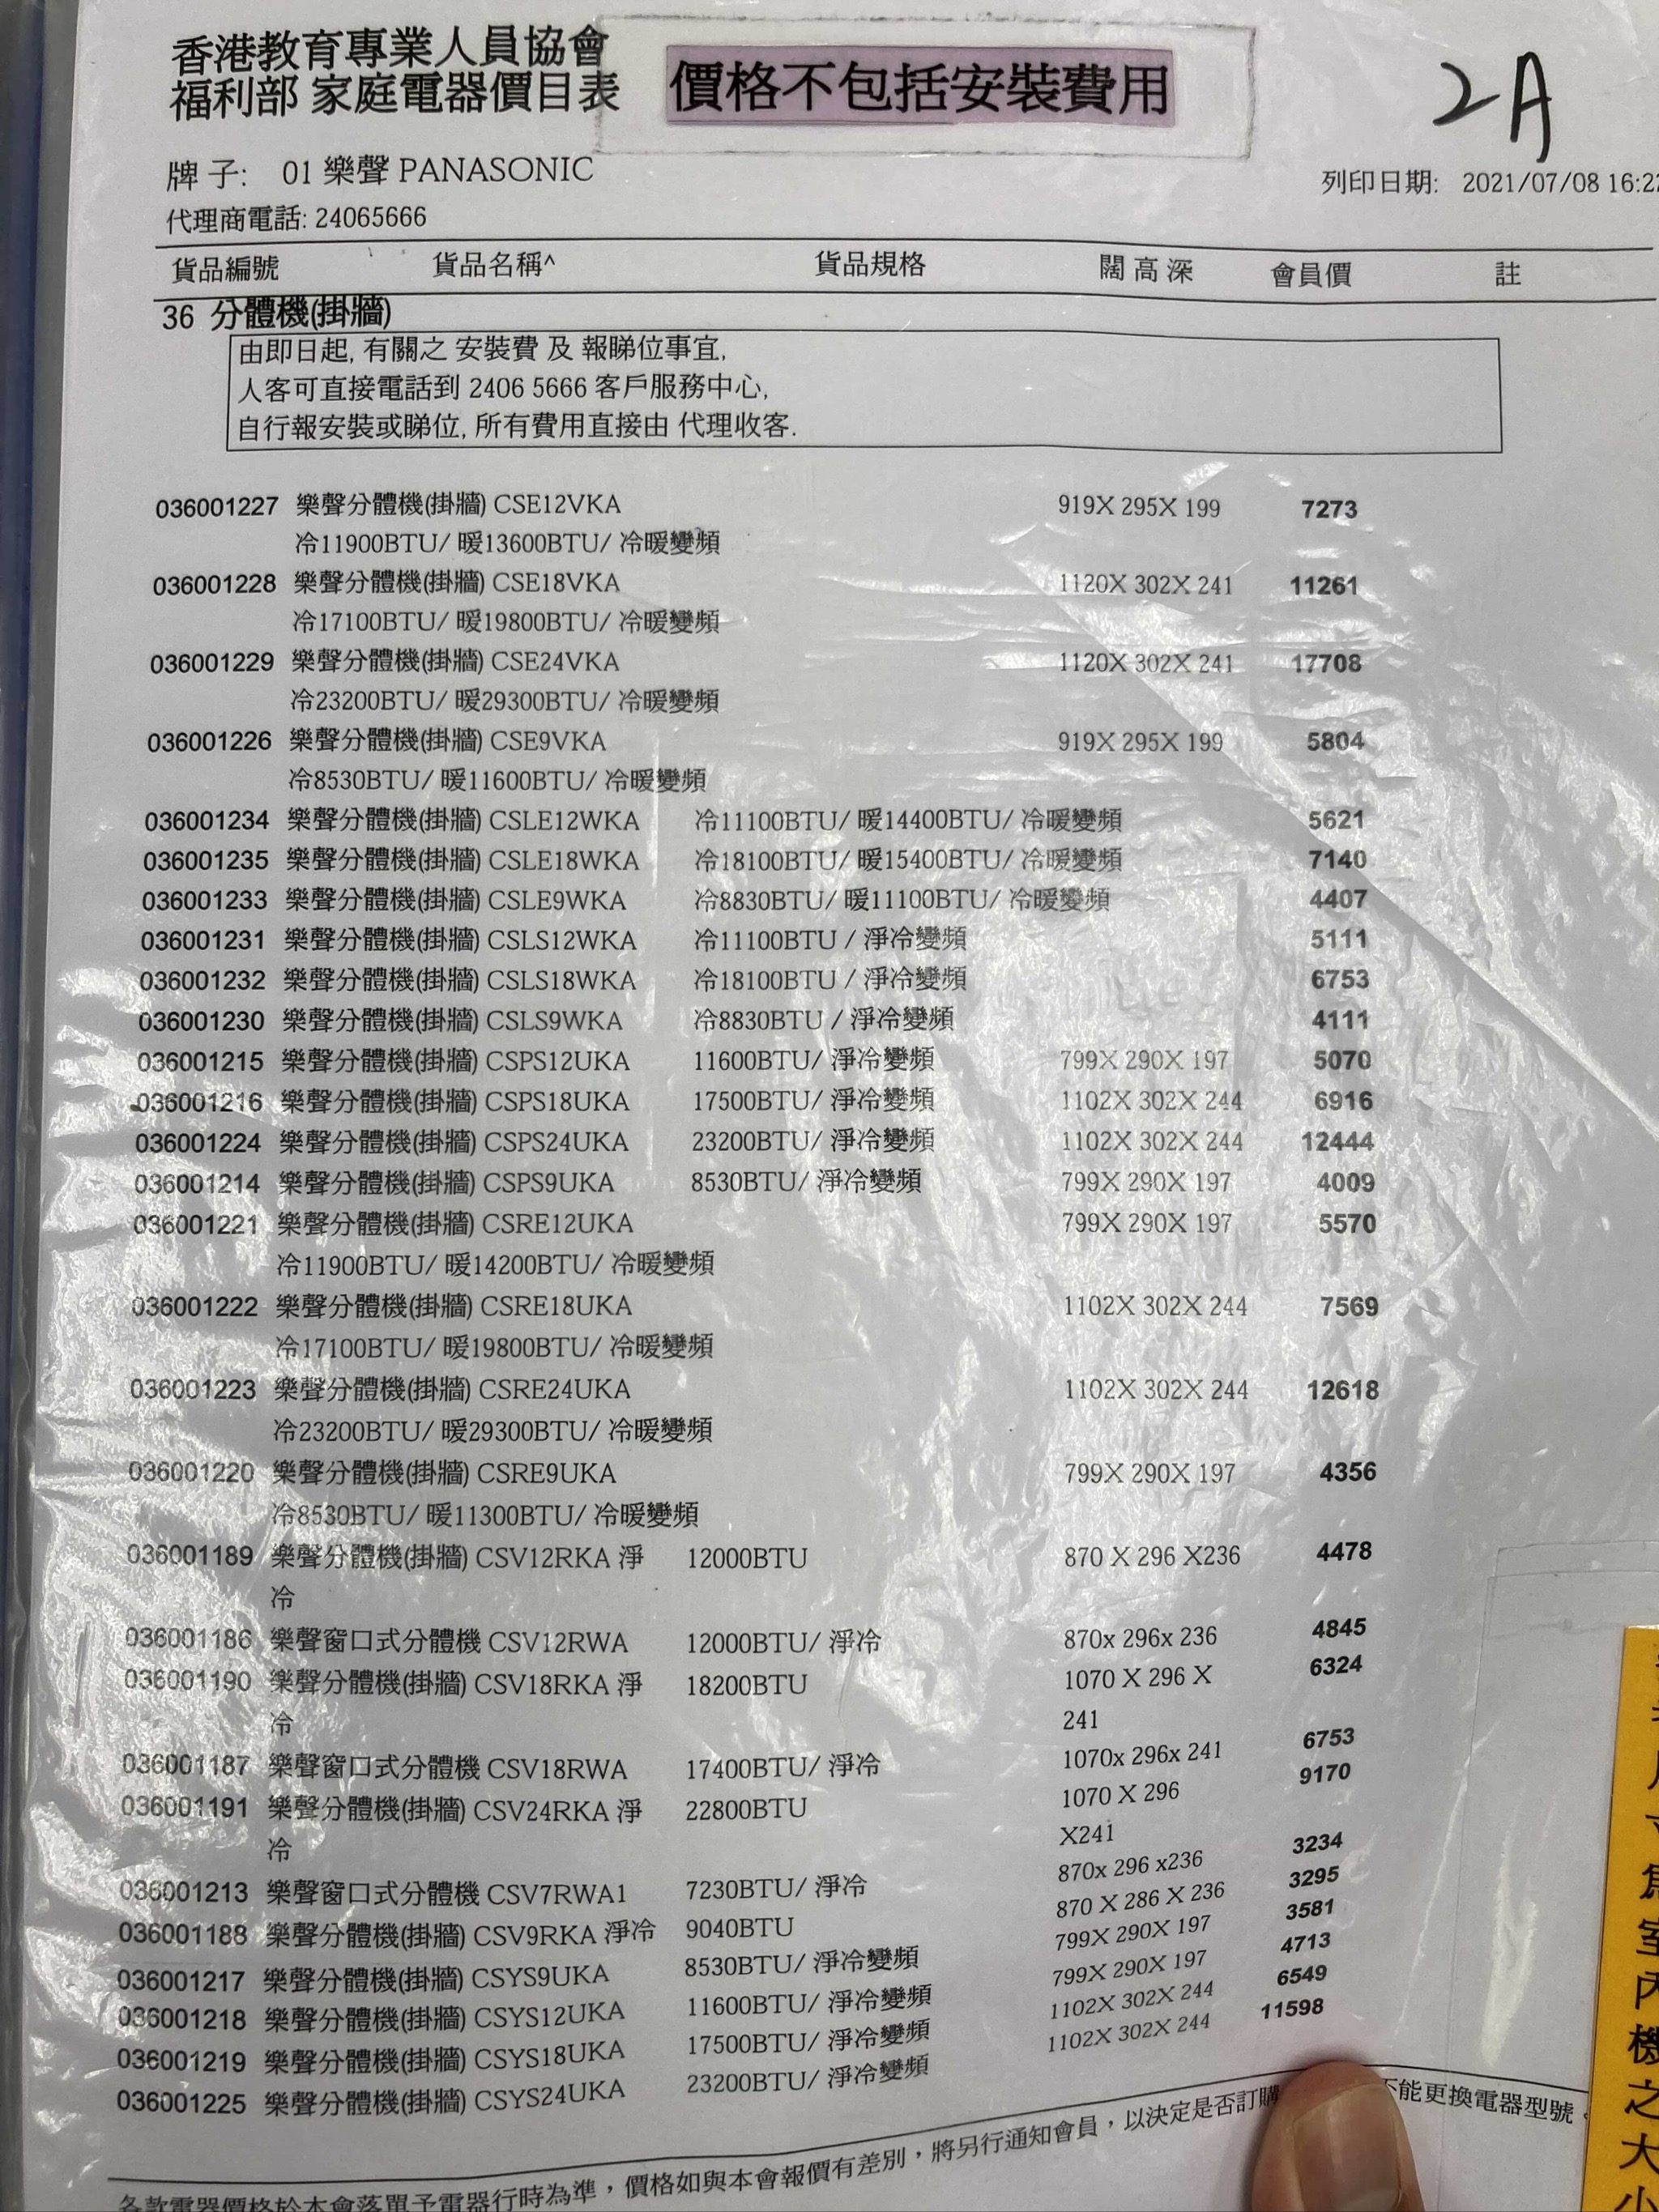 香港教育專業人員協會
福利部 家庭電器價目表
價格不包括安裝費用
2A
牌 子: 01 樂聲 PANASONIC
列印日期: 2021/07/08 16:22
代理商電話: 24065666
貨品編號 貨品名稱^ 貨品規格 闊 高 深 會員價 註
36 分體機(掛牆)
由即日起, 有關之 安裝費 及 報睇位事宜,
人客可直接電話到 2406 5666 客戶服務中心,
自行報安裝或睇位, 所有費用直接由 代理收客.
036001227 樂聲分體機(掛牆) CSE12VKA 919X 295X 199 7273
冷11900BTU/ 暖13600BTU/ 冷暖變頻
036001228 樂聲分體機(掛牆) CSE18VKA 1120X 302X 241 11261
冷17100BTU/ 暖19800BTU/ 冷暖變頻
036001229 樂聲分體機(掛牆) CSE24VKA 1120X 302X 241 17708
冷23200BTU/ 暖29300BTU/ 冷暖變頻
036001226 樂聲分體機(掛牆) CSE9VKA 919X 295X 199 5804
冷8530BTU/ 暖11600BTU/ 冷暖變頻
036001234 樂聲分體機(掛牆) CSLE12WKA 冷11100BTU/ 暖14400BTU/ 冷暖變頻 5621
036001235 樂聲分體機(掛牆) CSLE18WKA 冷18100BTU/ 暖15400BTU/ 冷暖變頻 7140
036001233 樂聲分體機(掛牆) CSLE9WKA 冷8830BTU/ 暖11100BTU/ 冷暖變頻 4407
036001231 樂聲分體機(掛牆) CSLS12WKA 冷11100BTU / 淨冷變頻 5111
036001232 樂聲分體機(掛牆) CSLS18WKA 冷18100BTU / 淨冷變頻 6753
036001230 樂聲分體機(掛牆) CSLS9WKA 冷8830BTU / 淨冷變頻 4111
036001215 樂聲分體機(掛牆) CSPS12UKA 11600BTU/ 淨冷變頻 799X 290X 197 5070
036001216 樂聲分體機(掛牆) CSPS18UKA 17500BTU/ 淨冷變頻 1102X 302X 244 6916
036001224 樂聲分體機(掛牆) CSPS24UKA 23200BTU/ 淨冷變頻 1102X 302X 244 12444
036001214 樂聲分體機(掛牆) CSPS9UKA 8530BTU/ 淨冷變頻 799X 290X 197 4009
036001221 樂聲分體機(掛牆) CSRE12UKA 799X 290X 197 5570
冷11900BTU/ 暖14200BTU/ 冷暖變頻
036001222 樂聲分體機(掛牆) CSRE18UKA 1102X 302X 244 7569
冷17100BTU/ 暖19800BTU/ 冷暖變頻
036001223 樂聲分體機(掛牆) CSRE24UKA 1102X 302X 244 12618
冷23200BTU/ 暖29300BTU/ 冷暖變頻
036001220 樂聲分體機(掛牆) CSRE9UKA 799X 290X 197 4356
冷8530BTU/ 暖11300BTU/ 冷暖變頻
036001189 樂聲分體機(掛牆) CSV12RKA 淨 12000BTU 870 X 296 X236 4478
冷
036001186 樂聲窗口式分體機 CSV12RWA 12000BTU/ 淨冷 870x 296x 236 4845
036001190 樂聲分體機(掛牆) CSV18RKA 淨 18200BTU 1070 X 296 X 6324
冷 241
036001187 樂聲窗口式分體機 CSV18RWA 17400BTU/ 淨冷 1070x 296x 241 6753
036001191 樂聲分體機(掛牆) CSV24RKA 淨 22800BTU 1070 X 296 9170
冷 X241
036001213 樂聲窗口式分體機 CSV7RWA1 7230BTU/ 淨冷 870x 296 x236 3234
036001188 樂聲分體機(掛牆) CSV9RKA 淨冷 9040BTU 870 X 286 X 236 3295
036001217 樂聲分體機(掛牆) CSYS9UKA 8530BTU/ 淨冷變頻 799X 290X 197 3581
036001218 樂聲分體機(掛牆) CSYS12UKA 11600BTU/ 淨冷變頻 799X 290X 197 4713
036001219 樂聲分體機(掛牆) CSYS18UKA 17500BTU/ 淨冷變頻 1102X 302X 244 6549
036001225 樂聲分體機(掛牆) CSYS24UKA 23200BTU/ 淨冷變頻 1102X 302X 244 11598
各款電器價格於本會落單予電器行時為準，價格如與本會報價有差別，將另行通知會員，以決定是否訂購 不能更換電器型號。
室內機之大小